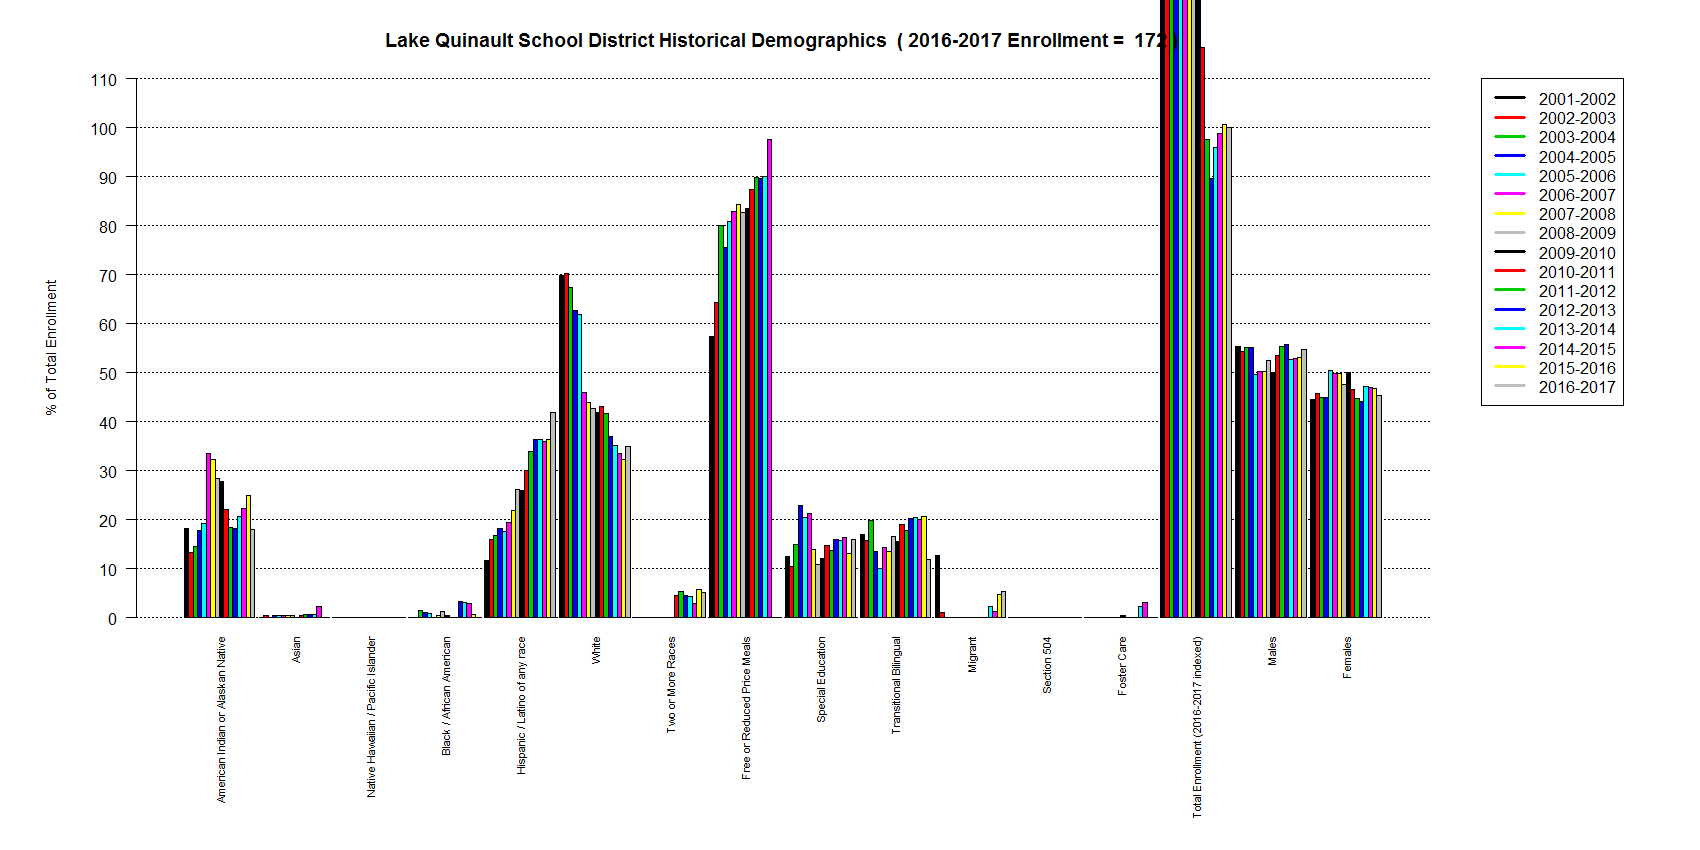 Lake Quinault School District Historical Demographics ( 2016-2017 Enrollment = 172 )
% of Total Enrollment
110
100
90
80
70
60
50
40
30
20
10
0
American Indian or Alaskan Native
Asian
Native Hawaiian / Pacific Islander
Black / African American
Hispanic / Latino of any race
White
Two or More Races
Free or Reduced Price Meals
Special Education
Transitional Bilingual
Migrant
Section 504
Foster Care
Total Enrollment (2016-2017 indexed)
Males
Females
2001-2002
2002-2003
2003-2004
2004-2005
2005-2006
2006-2007
2007-2008
2008-2009
2009-2010
2010-2011
2011-2012
2012-2013
2013-2014
2014-2015
2015-2016
2016-2017